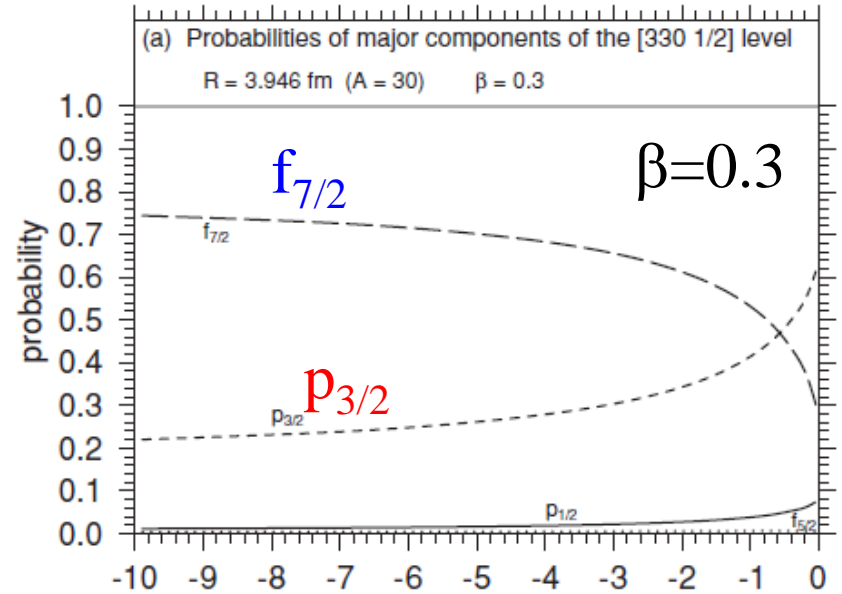 (a) Probabilities of major components of the [330 1/2] level
R = 3.946 fm (A = 30) β = 0.3
1.0
0.9
0.8
0.7
0.6
0.5
0.4
0.3
0.2
0.1
0.0
probability
f7/2
β=0.3
f7/2
p3/2
p3/2
p1/2
f5/2
-10 -9 -8 -7 -6 -5 -4 -3 -2 -1 0